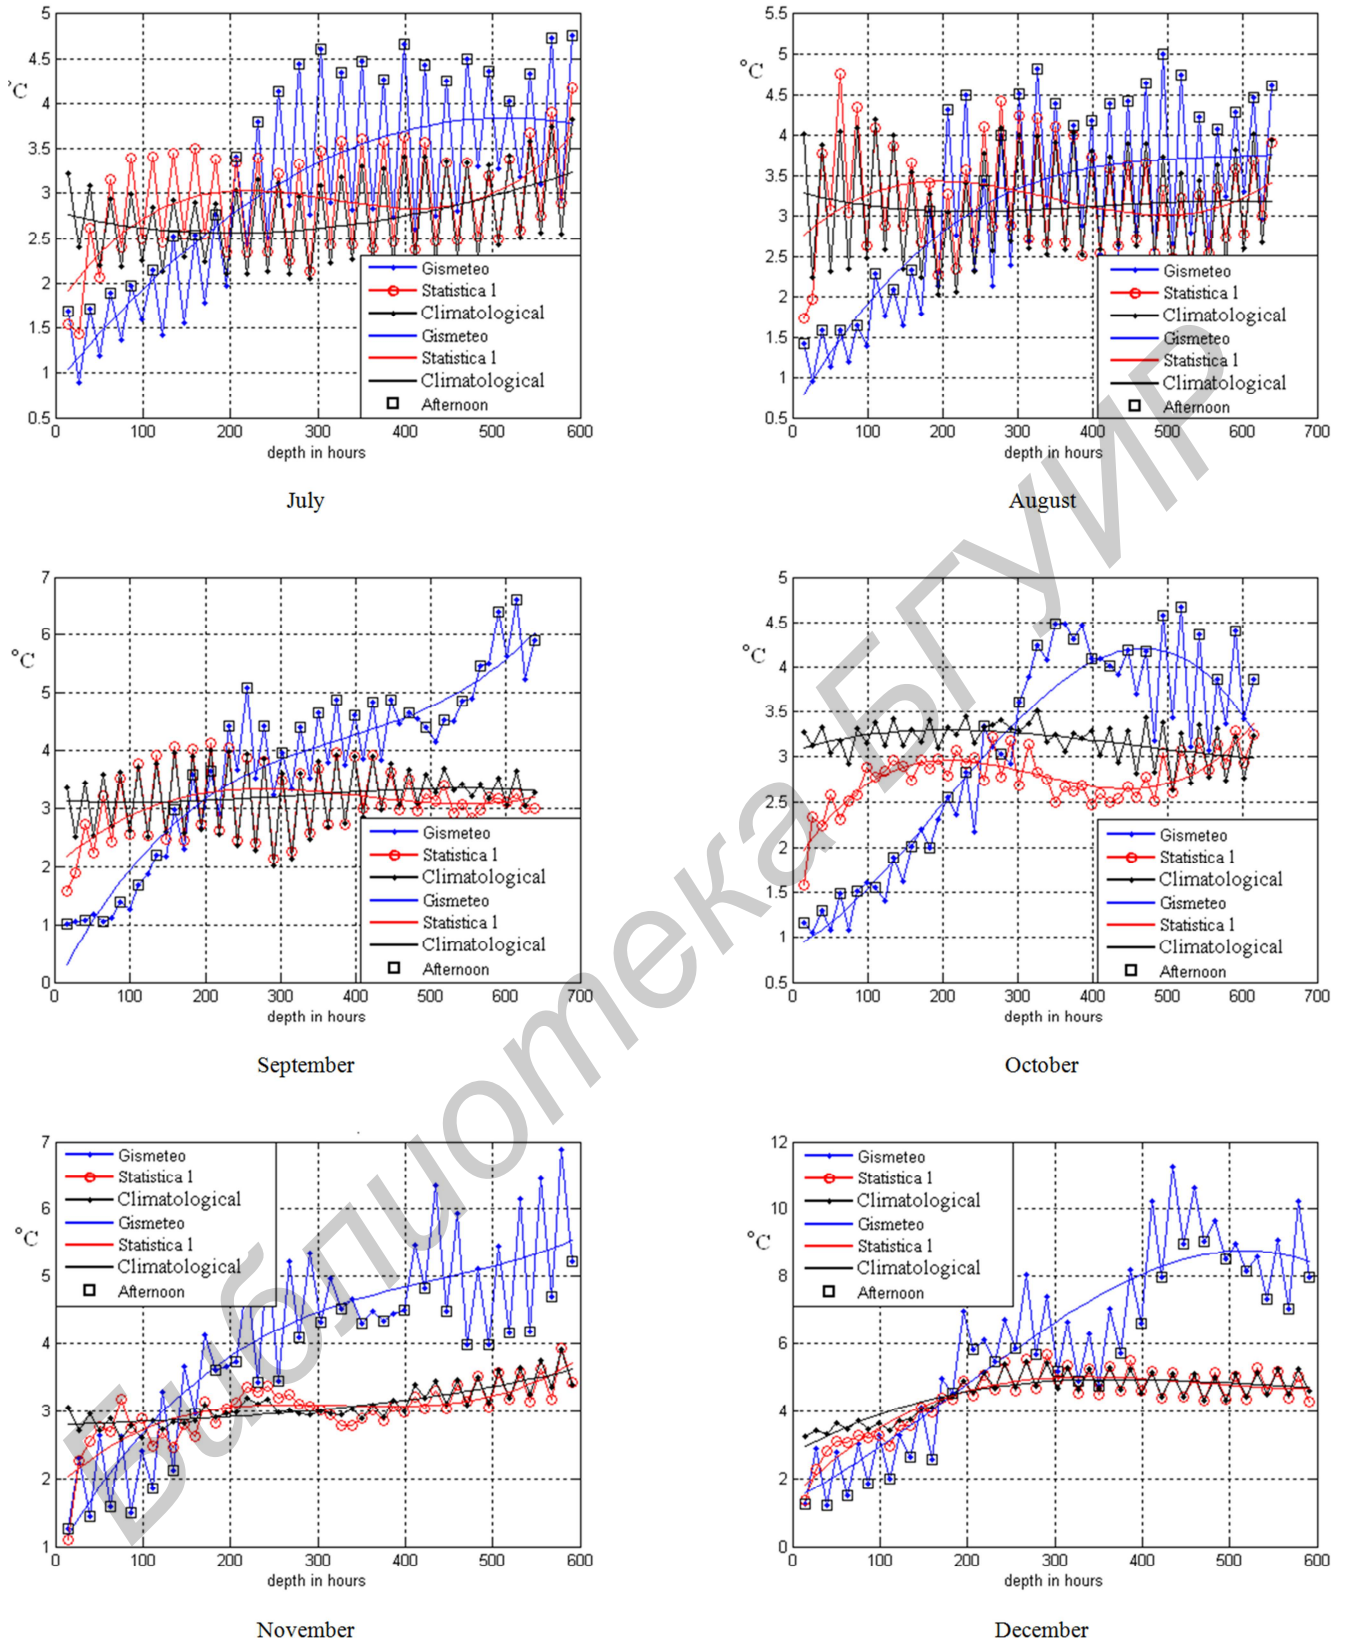 5
4.5
4
3.5
3
2.5
2
1.5
1
0.5
°C
0 100 200 300 400 500 600
depth in hours
Gismeteo
Statistica 1
Climatological
Gismeteo
Statistica 1
Climatological
Afternoon
July
5.5
5
4.5
4
3.5
3
2.5
2
1.5
1
0.5
°C
0 100 200 300 400 500 600 700
depth in hours
Gismeteo
Statistica 1
Climatological
Gismeteo
Statistica 1
Climatological
Afternoon
August
7
6
5
4
3
2
1
0
°C
0 100 200 300 400 500 600 700
depth in hours
Gismeteo
Statistica 1
Climatological
Gismeteo
Statistica 1
Climatological
Afternoon
September
5
4.5
4
3.5
3
2.5
2
1.5
1
0.5
°C
0 100 200 300 400 500 600 700
depth in hours
Gismeteo
Statistica 1
Climatological
Gismeteo
Statistica 1
Climatological
Afternoon
October
7
6
5
4
3
2
1
°C
0 100 200 300 400 500 600
depth in hours
Gismeteo
Statistica 1
Climatological
Gismeteo
Statistica 1
Climatological
Afternoon
November
12
10
8
6
4
2
0
°C
0 100 200 300 400 500 600
depth in hours
Gismeteo
Statistica 1
Climatological
Gismeteo
Statistica 1
Climatological
Afternoon
December
Библиотека БГУИР